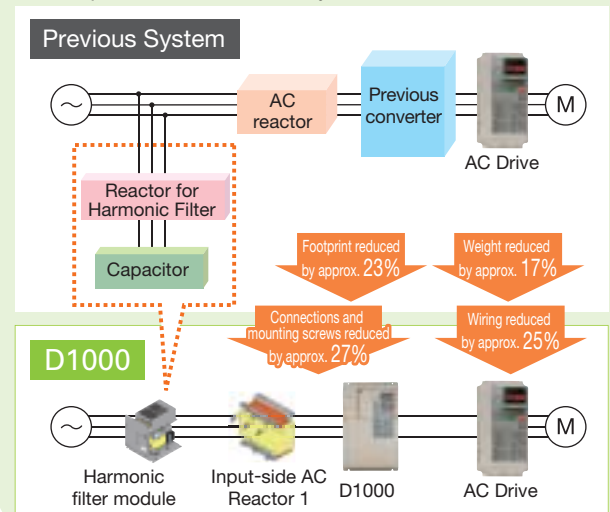 Previous System
AC
reactor
Previous
converter
M
AC Drive
Reactor for
Harmonic Filter
Capacitor
Footprint reduced
by approx. 23%
Weight reduced
by approx. 17%
Connections and
mounting screws reduced
by approx. 27%
Wiring reduced
by approx. 25%
D1000
M
Harmonic
filter module
Input-side AC
Reactor 1
D1000
AC Drive